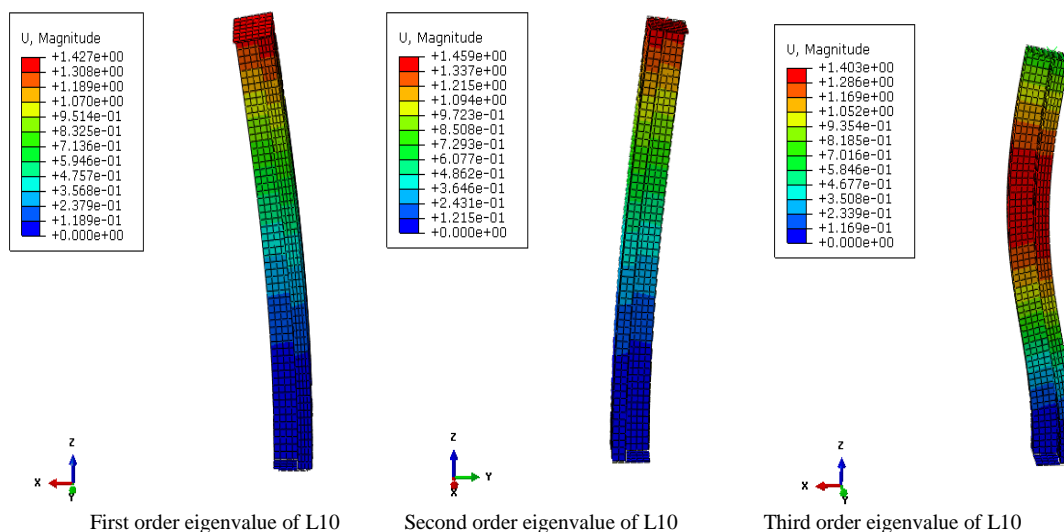 U, Magnitude
+1.427e+00
+1.308e+00
+1.189e+00
+1.070e+00
+9.514e-01
+8.325e-01
+7.136e-01
+5.946e-01
+4.757e-01
+3.568e-01
+2.379e-01
+1.189e-01
+0.000e+00
Z
X
Y
First order eigenvalue of L10
U, Magnitude
+1.459e+00
+1.337e+00
+1.215e+00
+1.094e+00
+9.723e-01
+8.508e-01
+7.293e-01
+6.077e-01
+4.862e-01
+3.646e-01
+2.431e-01
+1.215e-01
+0.000e+00
Z
Y
X
Second order eigenvalue of L10
U, Magnitude
+1.403e+00
+1.286e+00
+1.169e+00
+1.052e+00
+9.354e-01
+8.185e-01
+7.016e-01
+5.846e-01
+4.677e-01
+3.508e-01
+2.339e-01
+1.169e-01
+0.000e+00
Z
X
Y
Third order eigenvalue of L10